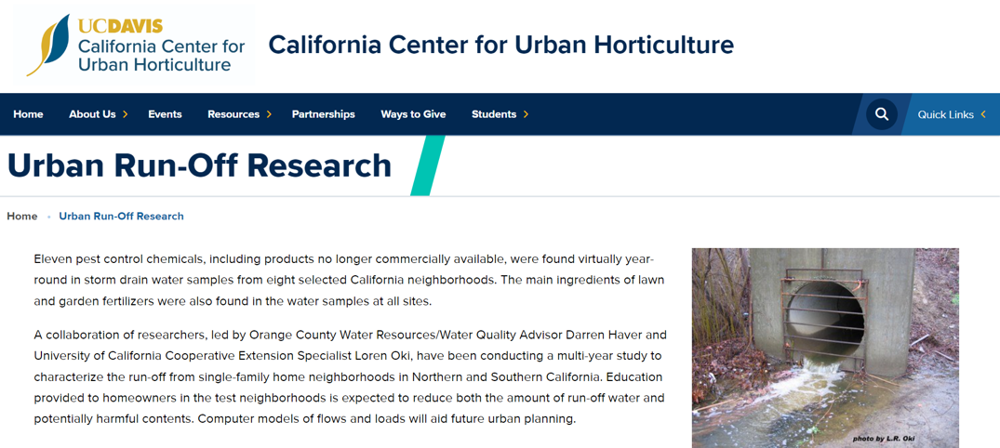 UCDAVIS
California Center for
Urban Horticulture
California Center for Urban Horticulture
Home About Us Events Resources Partnerships Ways to Give Students Quick Links
Urban Run-Off Research
Home Urban Run-Off Research
Eleven pest control chemicals, including products no longer commercially available, were found virtually year-
round in storm drain water samples from eight selected California neighborhoods. The main ingredients of lawn
and garden fertilizers were also found in the water samples at all sites.
A collaboration of researchers, led by Orange County Water Resources/Water Quality Advisor Darren Haver and
University of California Cooperative Extension Specialist Loren Oki, have been conducting a multi-year study to
characterize the run-off from single-family home neighborhoods in Northern and Southern California. Education
provided to homeowners in the test neighborhoods is expected to reduce both the amount of run-off water and
potentially harmful contents. Computer models of flows and loads will aid future urban planning.
photo by L.R. Oki